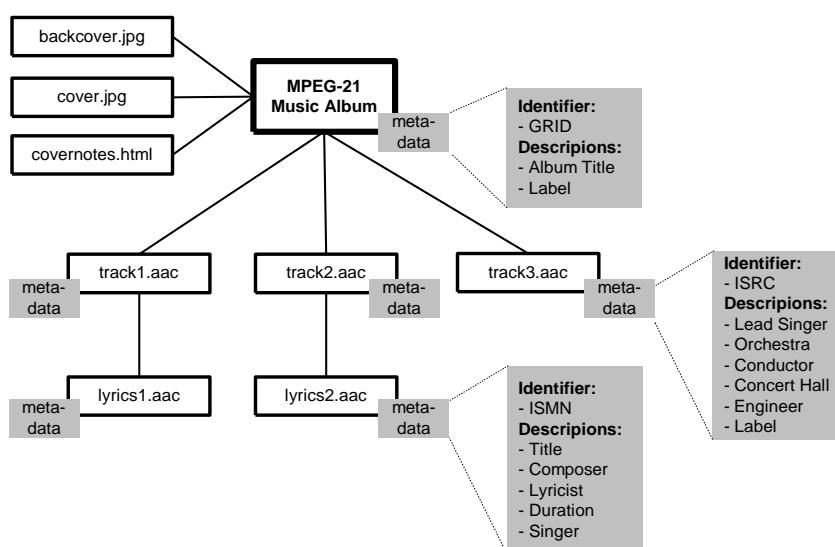 backcover.jpg
cover.jpg
covernotes.html
MPEG-21
Music Album
meta-
data
Identifier:
- GRID
Descripions:
- Album Title
- Label
track1.aac
meta-
data
track2.aac
meta-
data
track3.aac
meta-
data
Identifier:
- ISRC
Descripions:
- Lead Singer
- Orchestra
- Conductor
- Concert Hall
- Engineer
- Label
lyrics1.aac
meta-
data
lyrics2.aac
meta-
data
Identifier:
- ISMN
Descripions:
- Title
- Composer
- Lyricist
- Duration
- Singer